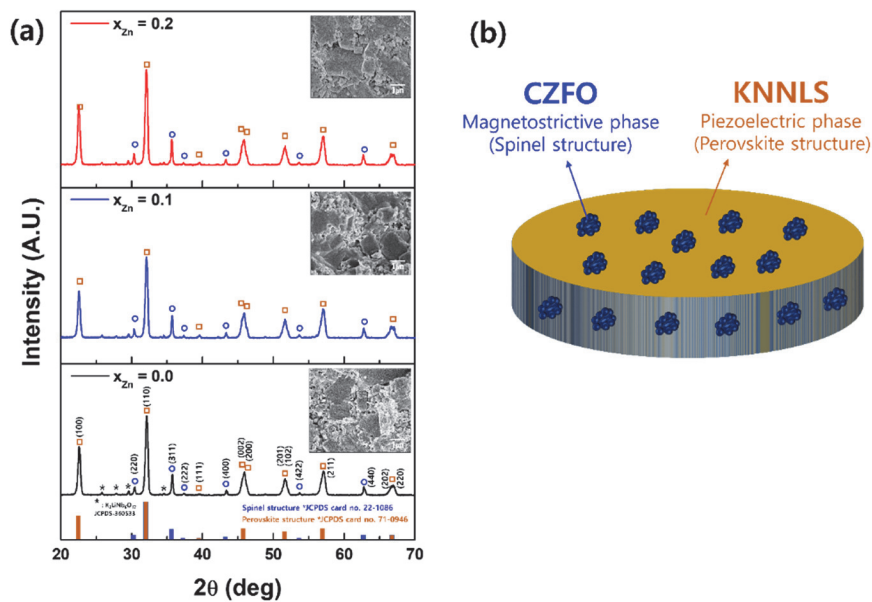 (a)
x_Zn = 0.2
1μm
x_Zn = 0.1
1μm
x_Zn = 0.0
1μm
(100)
(220)
(110)
(311)
(222)
(111)
(400)
(002)
(200)
(201)
(102)
(422)
(211)
(440)
(202)
(220)
* : K₃LiNb₆O₁₇
JCPDS-360533
Spinel structure *JCPDS card no. 22-1086
Perovskite structure *JCPDS card no. 71-0946
Intensity (A.U.)
20 30 40 50 60 70
2θ (deg)
(b)
CZFO
Magnetostrictive phase
(Spinel structure)
KNNLS
Piezoelectric phase
(Perovskite structure)